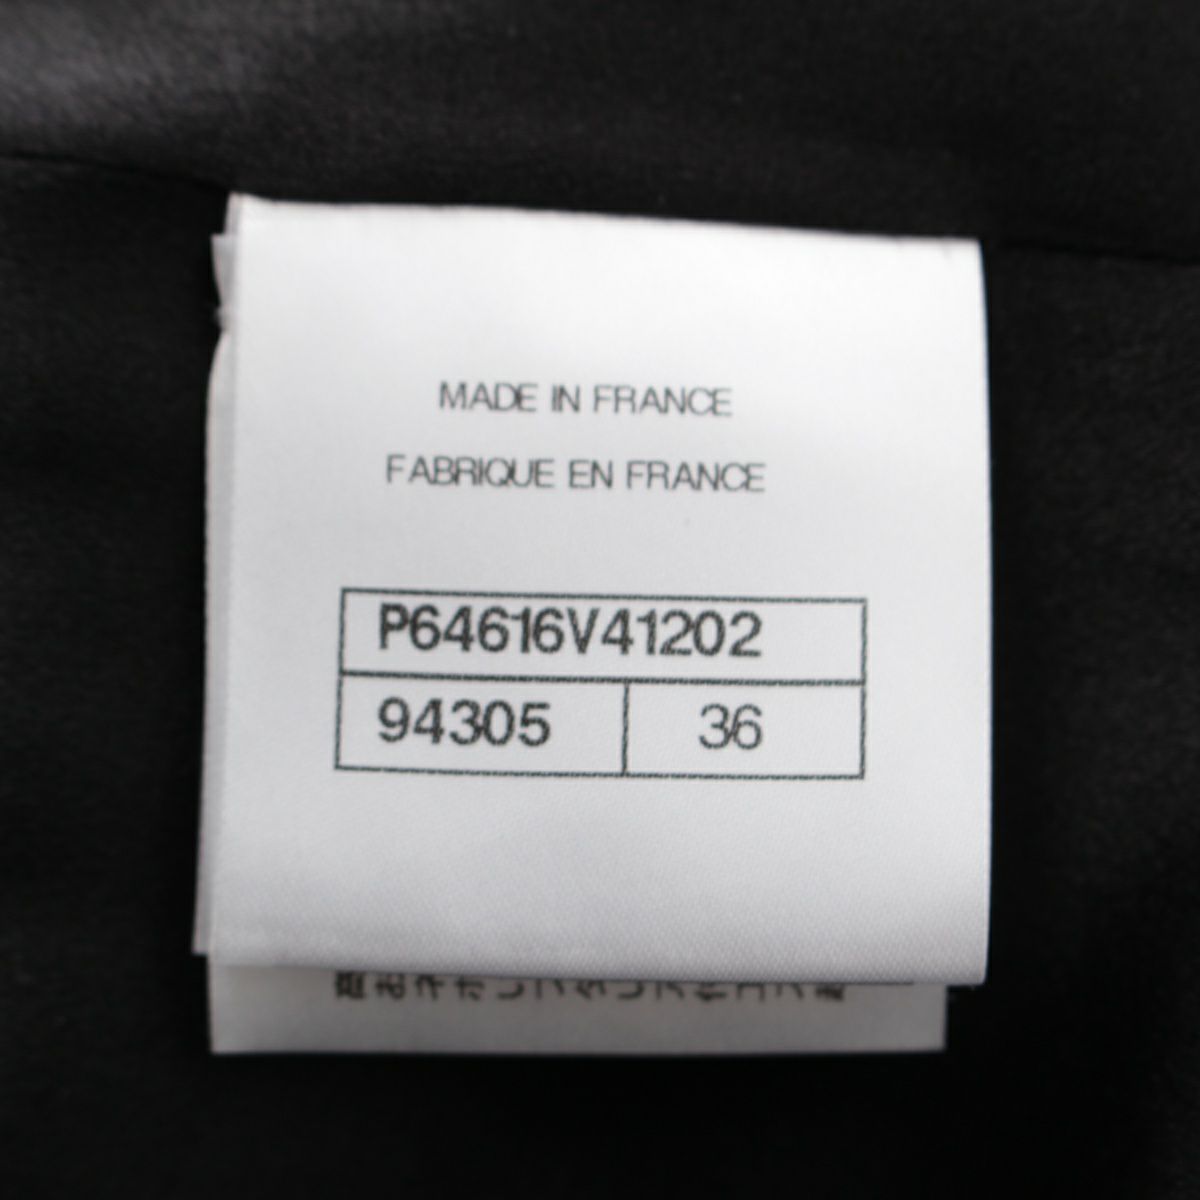 MADE IN FRANCE
FABRIQUE EN FRANCE
P64616V41202
94305 36